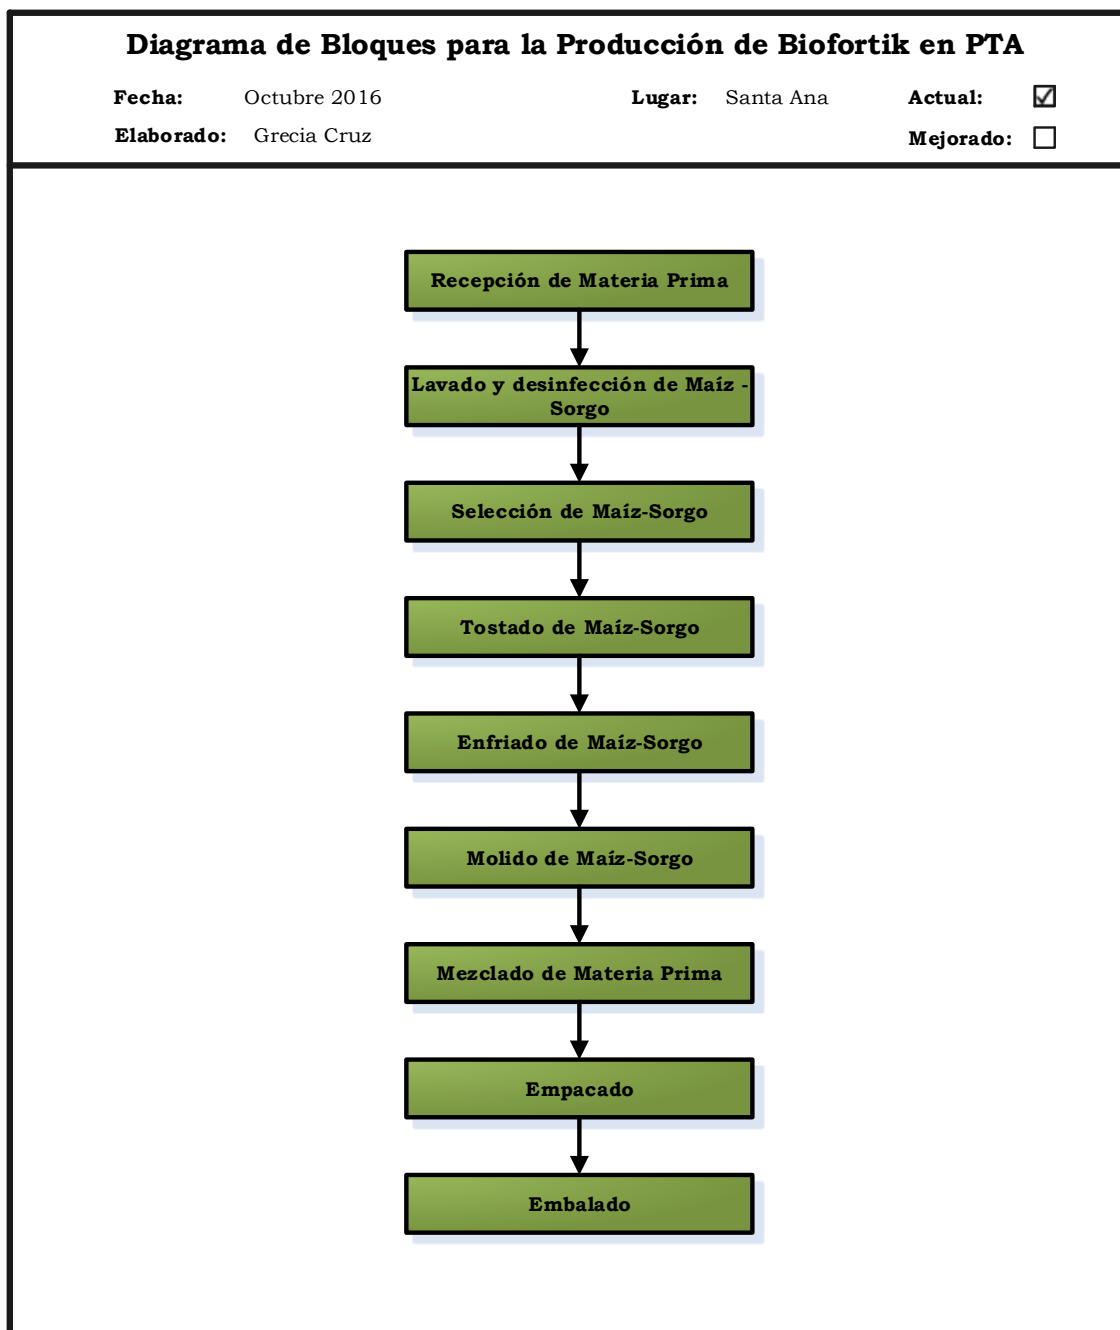 Diagrama de Bloques para la Producción de Biofortik en PTA
Fecha: Octubre 2016 Lugar: Santa Ana Actual: ☑
Elaborado: Grecia Cruz Mejorado: ☐
Recepción de Materia Prima
Lavado y desinfección de Maíz -
Sorgo
Selección de Maíz-Sorgo
Tostado de Maíz-Sorgo
Enfriado de Maíz-Sorgo
Molido de Maíz-Sorgo
Mezclado de Materia Prima
Empacado
Embalado